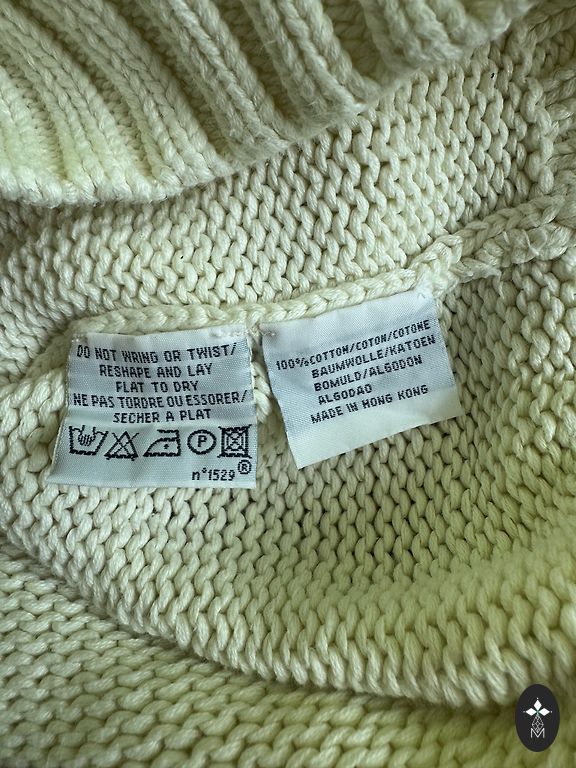 DO NOT WRING OR TWIST/
RESHAPE AND LAY
FLAT TO DRY
NE PAS TORDRE OU ESSORER/
SECHER A PLAT
P
n°1529®
100%COTTON/COTON/COTONE
BAUMWOLLE/KATOEN
BOMULD/ALGODON
ALGODAO
MADE IN HONG KONG